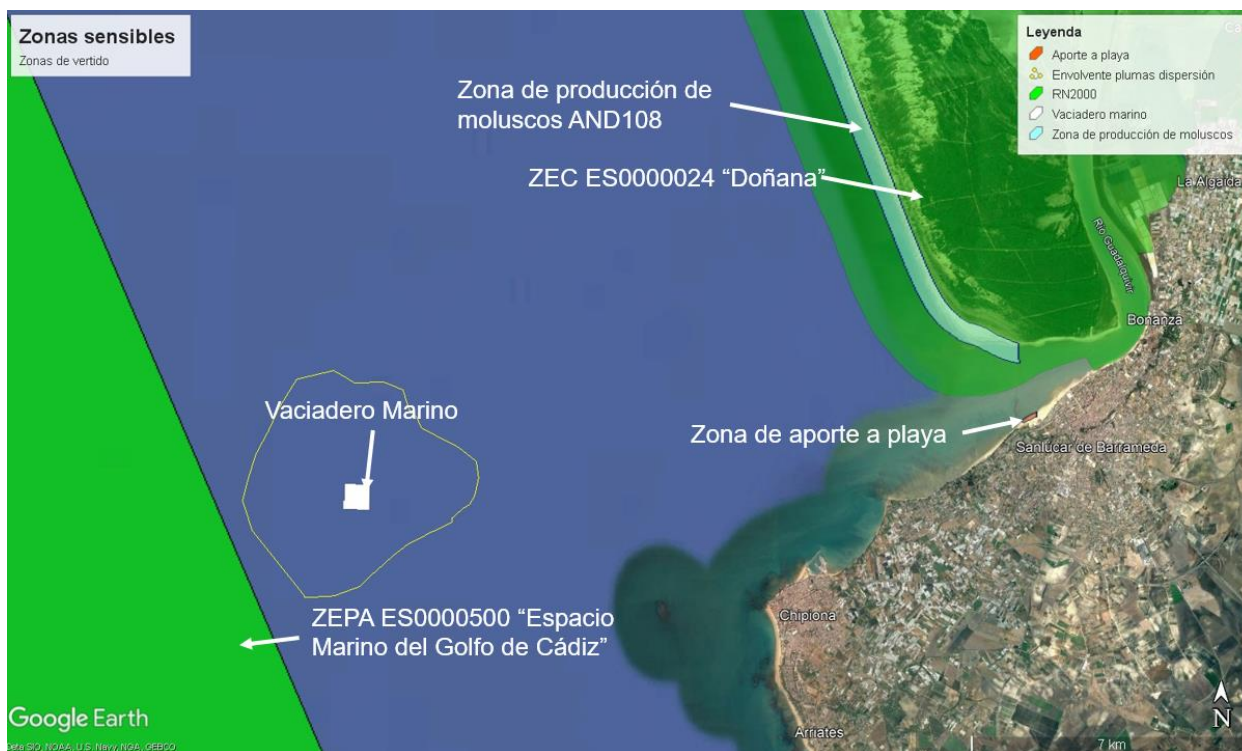 Zonas sensibles
Zonas de vertido
Leyenda
Aporte a playa
Envolvente plumas dispersión
RN2000
Vaciadero marino
Zona de producción de moluscos
Zona de producción de
moluscos AND108
ZEC ES0000024 “Doñana”
La Algaida
Río Guadalquivir
Bonanza
Vaciadero Marino
Zona de aporte a playa
Sanlúcar de Barrameda
ZEPA ES0000500 “Espacio
Marino del Golfo de Cádiz”
Chipiona
Google Earth
Data SIO, NOAA, U.S. Navy, NGA, GEBCO
Arriates
7 km
N